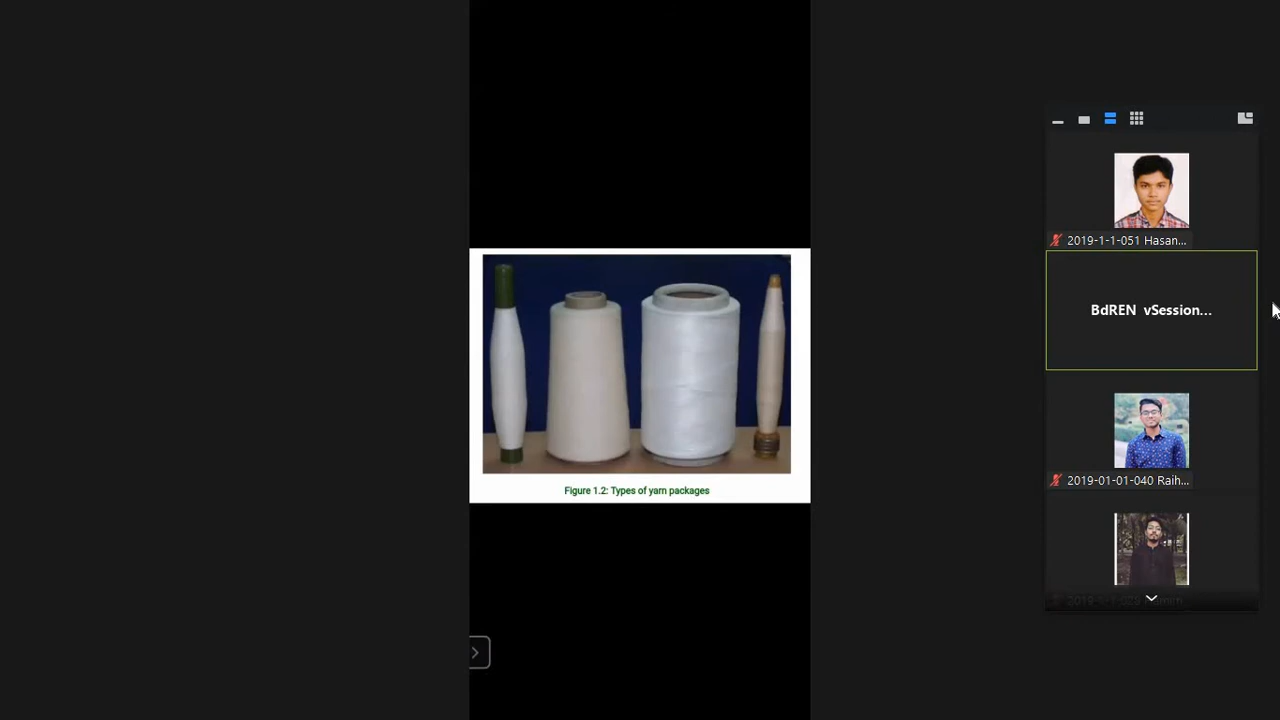 2019-1-1-051 Hasan...
BdREN vSession...
2019-01-01-040 Raih...
Figure 1.2: Types of yarn packages